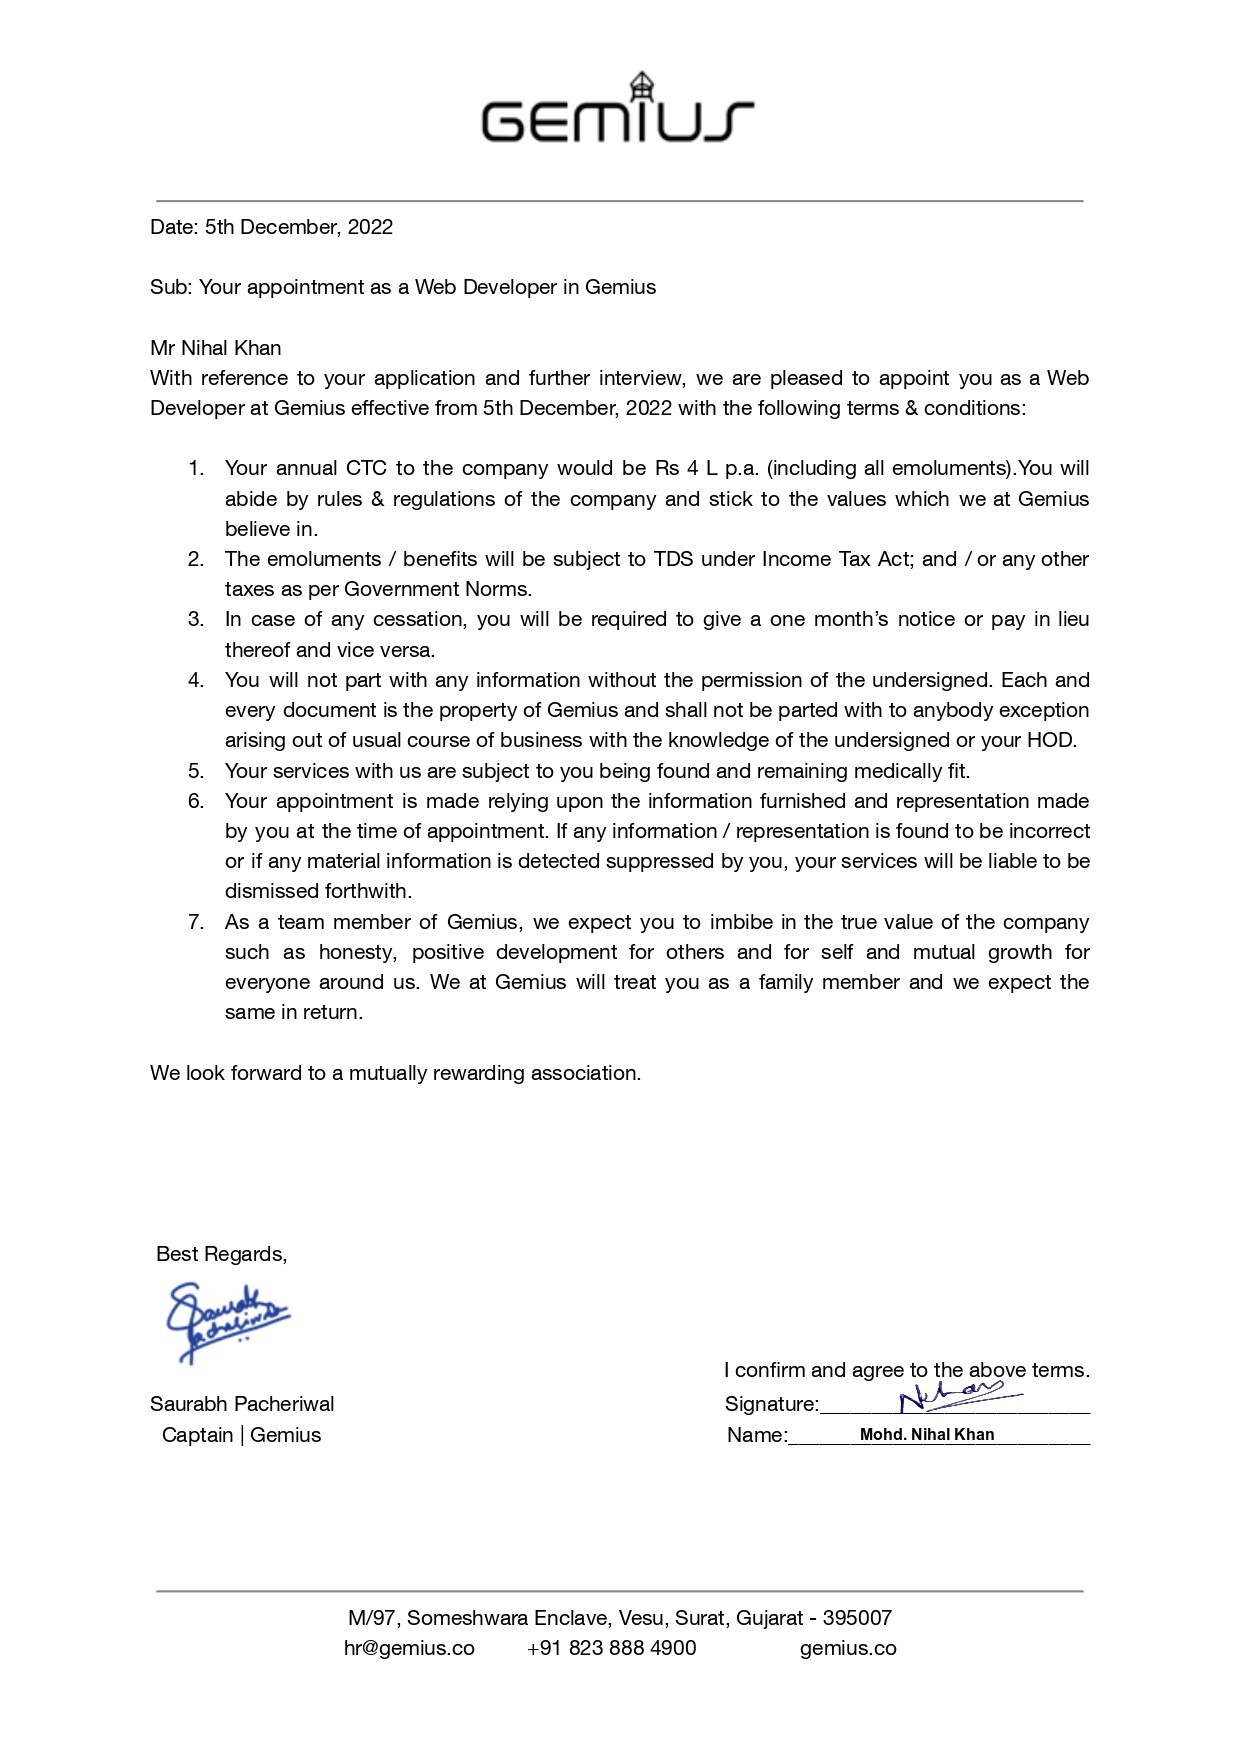 GEMIUS
Date: 5th December, 2022
Sub: Your appointment as a Web Developer in Gemius
Mr Nihal Khan
With reference to your application and further interview, we are pleased to appoint you as a Web
Developer at Gemius effective from 5th December, 2022 with the following terms & conditions:
1. Your annual CTC to the company would be Rs 4 L p.a. (including all emoluments).You will
abide by rules & regulations of the company and stick to the values which we at Gemius
believe in.
2. The emoluments / benefits will be subject to TDS under Income Tax Act; and / or any other
taxes as per Government Norms.
3. In case of any cessation, you will be required to give a one month’s notice or pay in lieu
thereof and vice versa.
4. You will not part with any information without the permission of the undersigned. Each and
every document is the property of Gemius and shall not be parted with to anybody exception
arising out of usual course of business with the knowledge of the undersigned or your HOD.
5. Your services with us are subject to you being found and remaining medically fit.
6. Your appointment is made relying upon the information furnished and representation made
by you at the time of appointment. If any information / representation is found to be incorrect
or if any material information is detected suppressed by you, your services will be liable to be
dismissed forthwith.
7. As a team member of Gemius, we expect you to imbibe in the true value of the company
such as honesty, positive development for others and for self and mutual growth for
everyone around us. We at Gemius will treat you as a family member and we expect the
same in return.
We look forward to a mutually rewarding association.
Best Regards,
Saurabh Pacheriwal
I confirm and agree to the above terms.
Saurabh Pacheriwal
Signature:
Captain | Gemius
Name: Mohd. Nihal Khan
M/97, Someshwara Enclave, Vesu, Surat, Gujarat - 395007
hr@gemius.co +91 823 888 4900 gemius.co